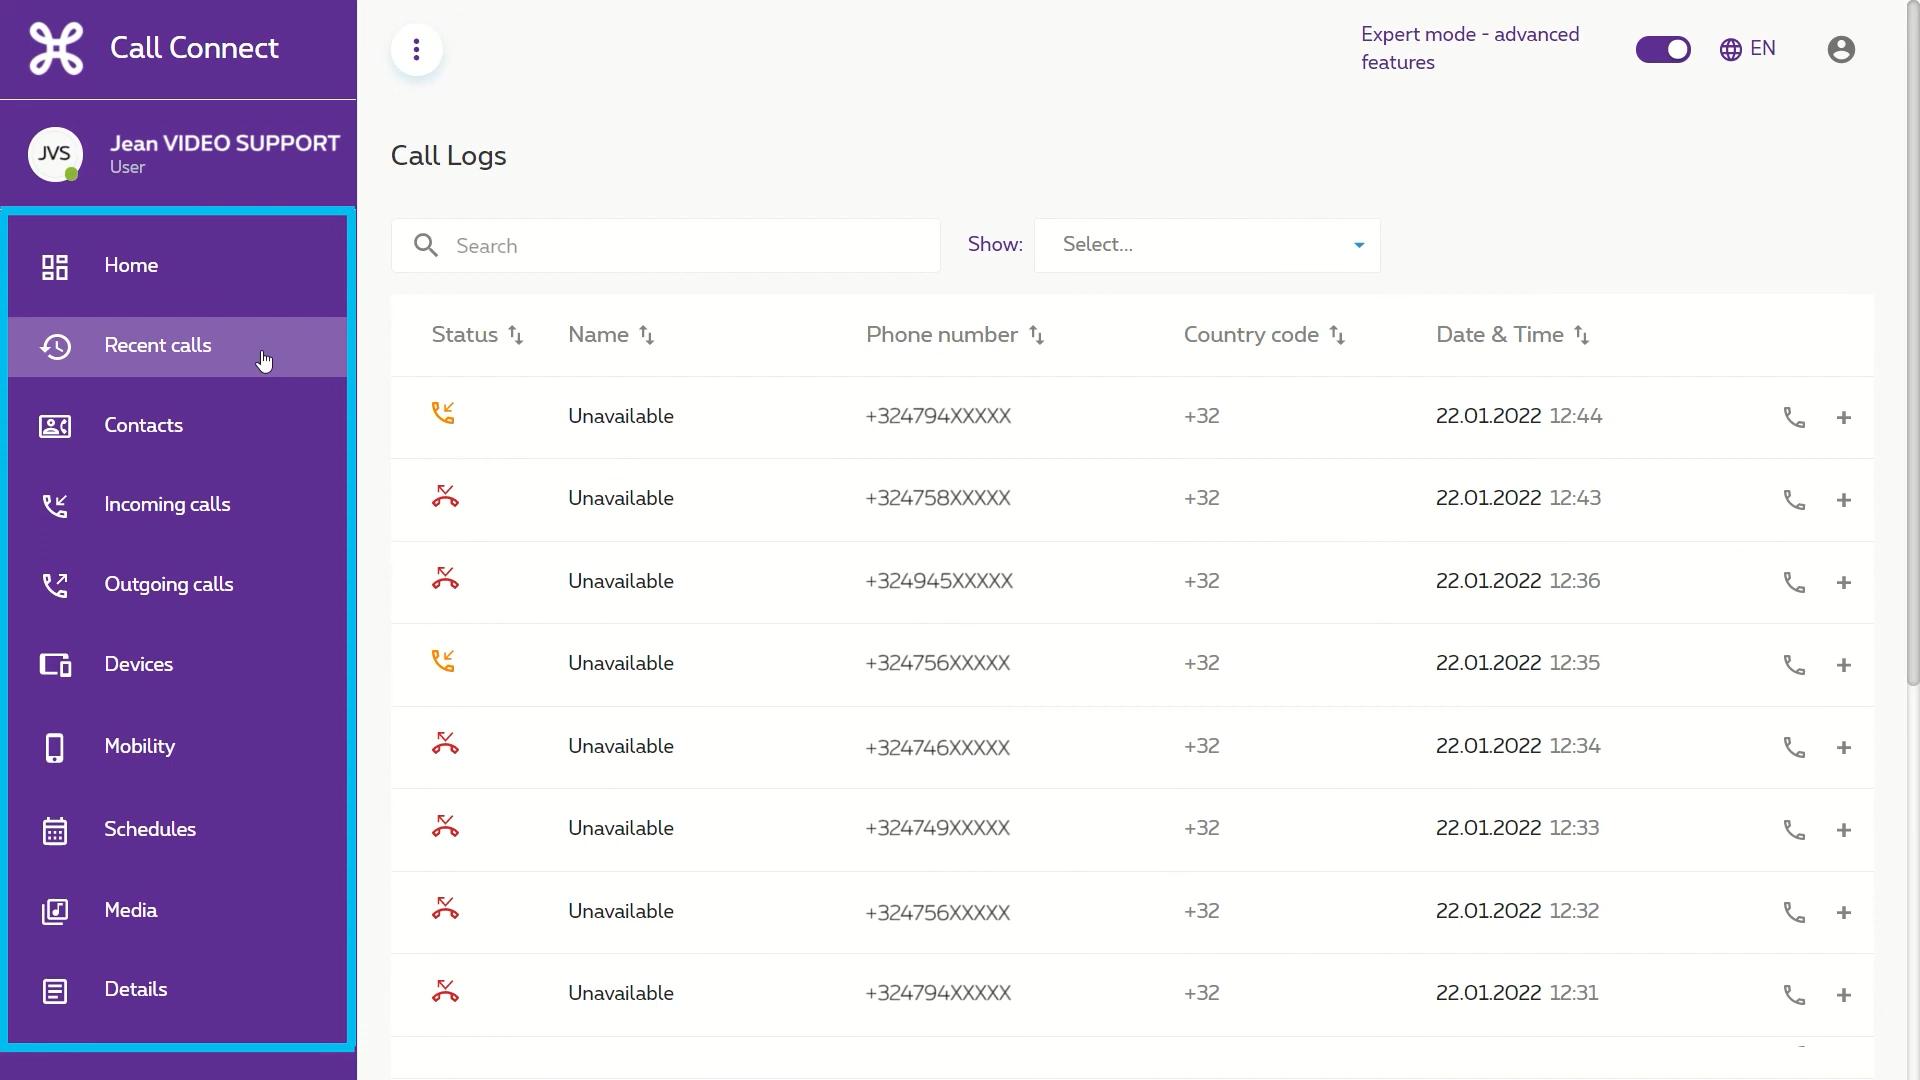 Call Connect
Expert mode - advanced
features
EN
JVS
Jean VIDEO SUPPORT
User
Home
Recent calls
Contacts
Incoming calls
Outgoing calls
Devices
Mobility
Schedules
Media
Details
Call Logs
Search
Show:
Select...
Status Name Phone number Country code Date & Time
Unavailable +324794XXXXX +32 22.01.2022 12:44
Unavailable +324758XXXXX +32 22.01.2022 12:43
Unavailable +324945XXXXX +32 22.01.2022 12:36
Unavailable +324756XXXXX +32 22.01.2022 12:35
Unavailable +324746XXXXX +32 22.01.2022 12:34
Unavailable +324749XXXXX +32 22.01.2022 12:33
Unavailable +324756XXXXX +32 22.01.2022 12:32
Unavailable +324794XXXXX +32 22.01.2022 12:31